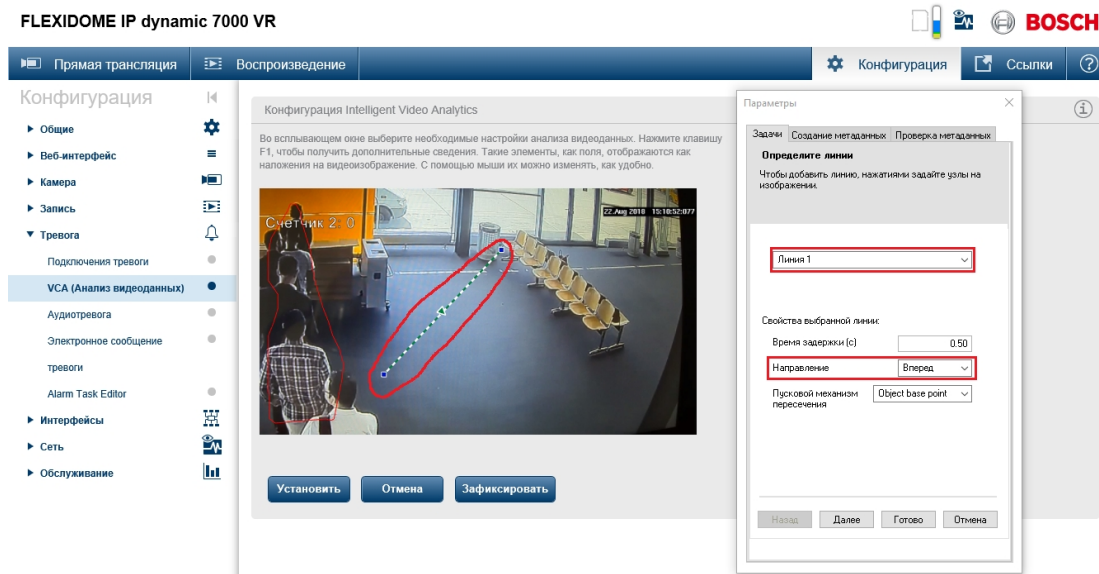 FLEXIDOME IP dynamic 7000 VR
BOSCH
Прямая трансляция
Воспроизведение
Конфигурация
Ссылки
Конфигурация
Общие
Веб-интерфейс
Камера
Запись
Тревога
Подключения тревоги
VCA (Анализ видеоданных)
Аудиотревога
Электронное сообщение
тревоги
Alarm Task Editor
Интерфейсы
Сеть
Обслуживание
Конфигурация Intelligent Video Analytics
Во всплывающем окне выберите необходимые настройки анализа видеоданных. Нажмите клавишу
F1, чтобы получить дополнительные сведения. Такие элементы, как поля, отображаются как
наложения на видеоизображение. С помощью мыши их можно изменять, как удобно.
Счетчик 2: 0
22.Aug 2018 15:10:52:077
Установить
Отмена
Зафиксировать
Параметры
Задачи
Создание метаданных
Проверка метаданных
Определите линии
Чтобы добавить линию, нажатиями задайте узлы на
изображении.
Линия 1
Свойства выбранной линии:
Время задержки (с)
0.50
Направление
Вперед
Пусковой механизм
пересечения
Object base point
Назад
Далее
Готово
Отмена